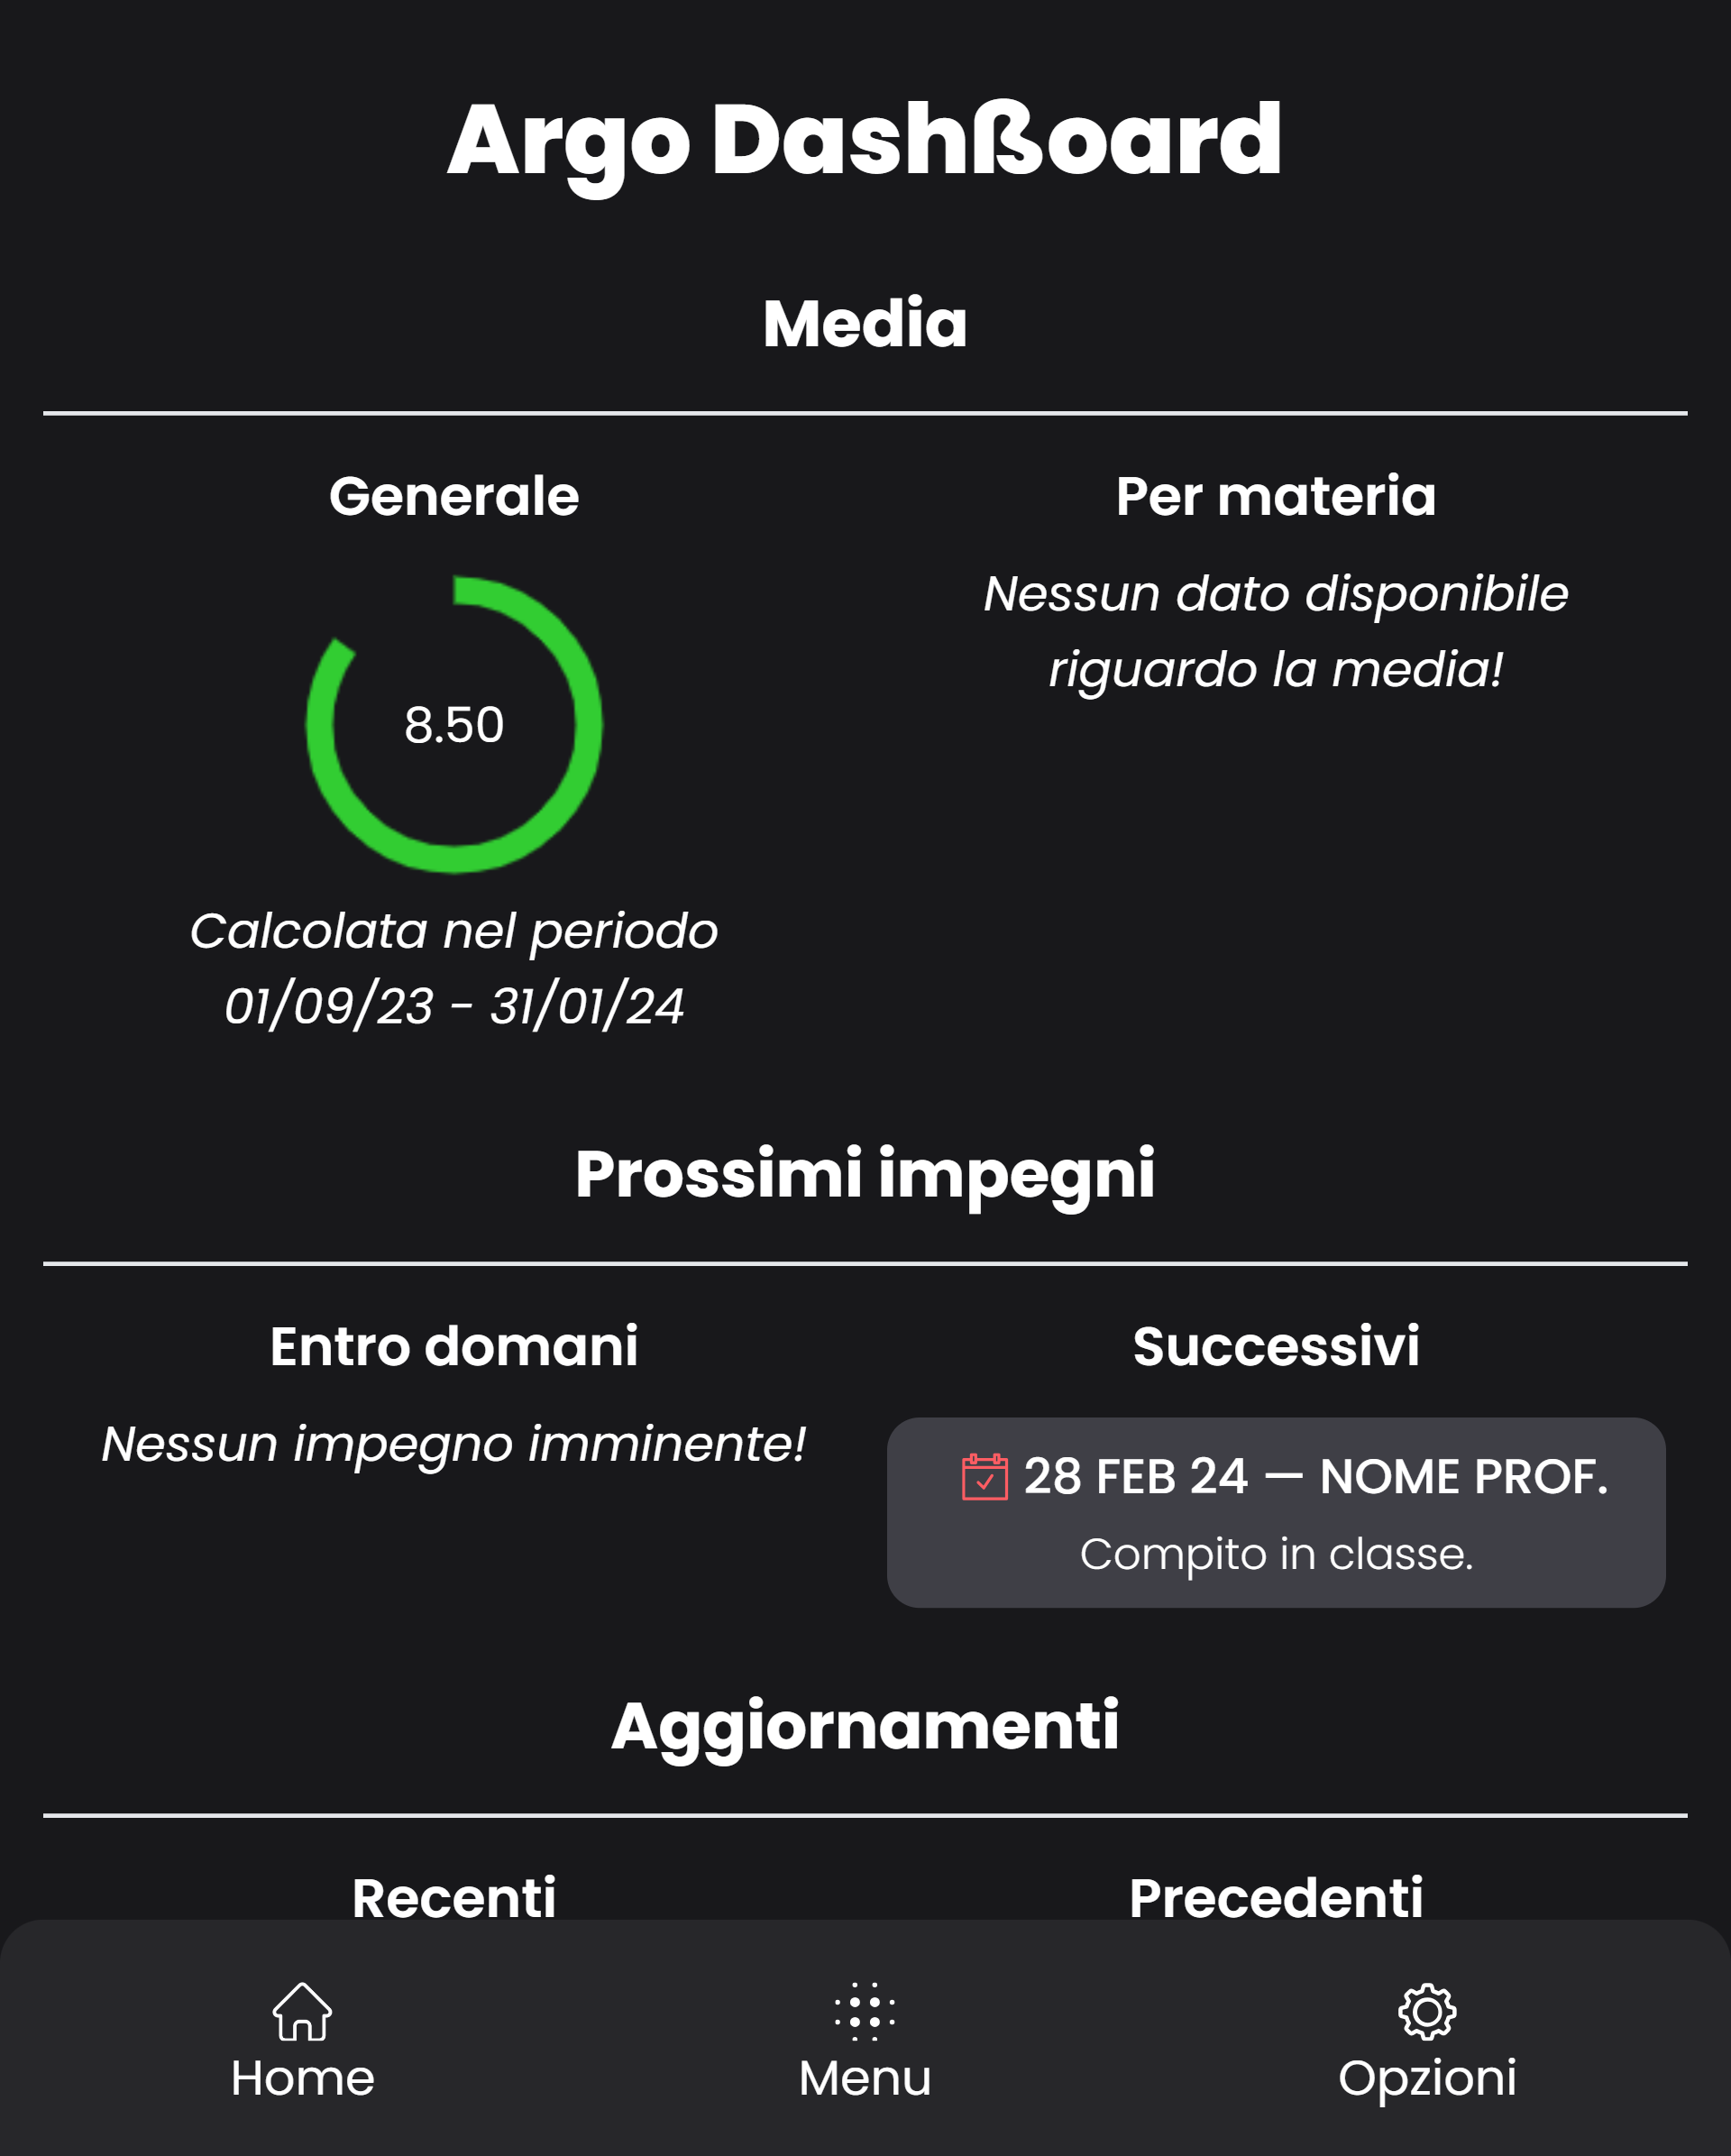 Argo Dashßoard
Media
Generale
8.50
Calcolata nel periodo
01/09/23 - 31/01/24
Per materia
Nessun dato disponibile
riguardo la media!
Prossimi impegni
Entro domani
Nessun impegno imminente!
Successivi
28 FEB 24 — NOME PROF.
Compito in classe.
Aggiornamenti
Recenti
Precedenti
Home
Menu
Opzioni